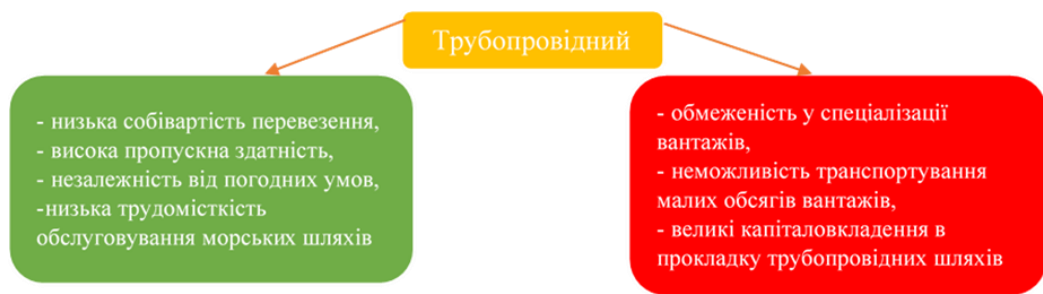 Трубопровідний
- низька собівартість перевезення,
- висока пропускна здатність,
- незалежність від погодних умов,
-низька трудомісткість
обслуговування морських шляхів
- обмеженість у спеціалізації
вантажів,
- неможливість транспортування
малих обсягів вантажів,
- великі капіталовкладення в
прокладку трубопровідних шляхів